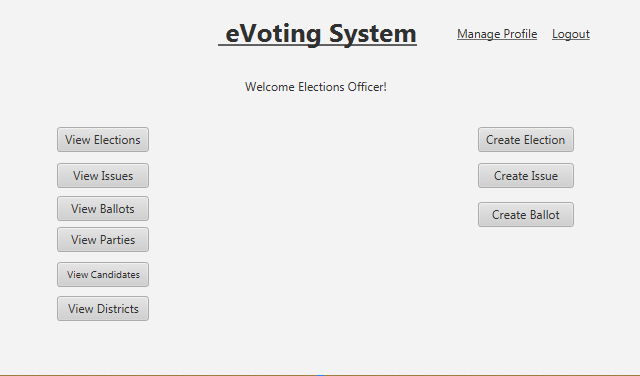 eVoting System
Manage Profile
Logout
Welcome Elections Officer!
View Elections
View Issues
View Ballots
View Parties
View Candidates
View Districts
Create Election
Create Issue
Create Ballot